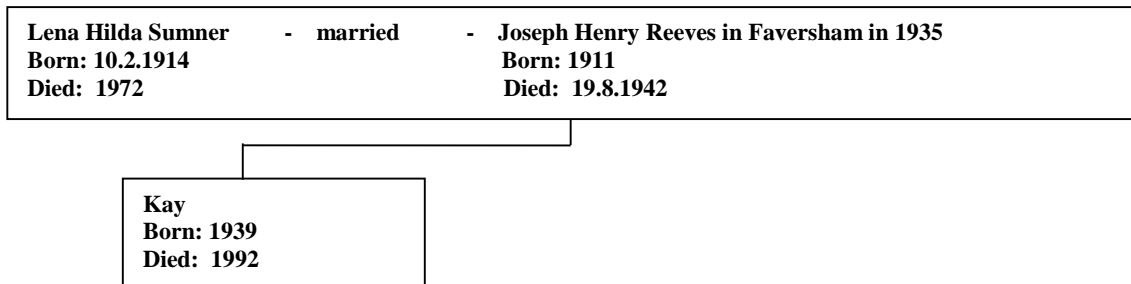 Lena Hilda Sumner - married - Joseph Henry Reeves in Faversham in 1935
Born: 10.2.1914 Born: 1911
Died: 1972 Died: 19.8.1942
Kay
Born: 1939
Died: 1992